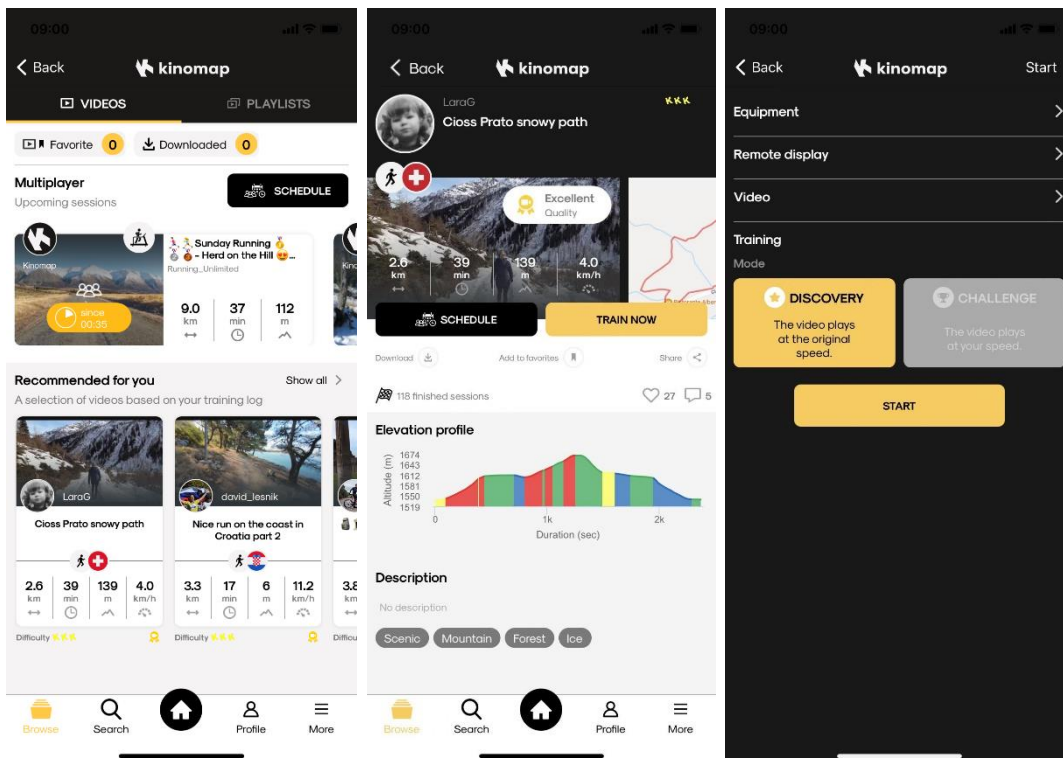 09:00
Back
kinomap
VIDEOS
PLAYLISTS
Favorite 0
Downloaded 0
Multiplayer
Upcoming sessions
SCHEDULE
Kinomap
since
00:35
Sunday Running
- Herd on the Hill
...
Running_Unlimited
9.0 37 112
km min m
Recommended for you
Show all
A selection of videos based on your training log
LaraG
Cioss Prato snowy path
2.6 39 139 4.0
km min m km/h
Difficulty
david_lesnik
Nice run on the coast in
Croatia part 2
3.3 17 6 11.2
km min m km/h
Difficulty
3.8
km
Browse
Search
Profile
More
09:00
Back
kinomap
LaraG
Cioss Prato snowy path
Excellent
Quality
2.6 39 139 4.0
km min m km/h
SCHEDULE
TRAIN NOW
Download
Add to favorites
Share
118 finished sessions
27
5
Elevation profile
Altitude (m)
1674
1643
1612
1581
1550
1519
0 1k 2k
Duration (sec)
Description
No description
Scenic Mountain Forest Ice
Browse
Search
Profile
More
09:00
Back
kinomap
Start
Equipment
Remote display
Video
Training
Mode
DISCOVERY
The video plays
at the original
speed.
CHALLENGE
The video plays
at your speed.
START